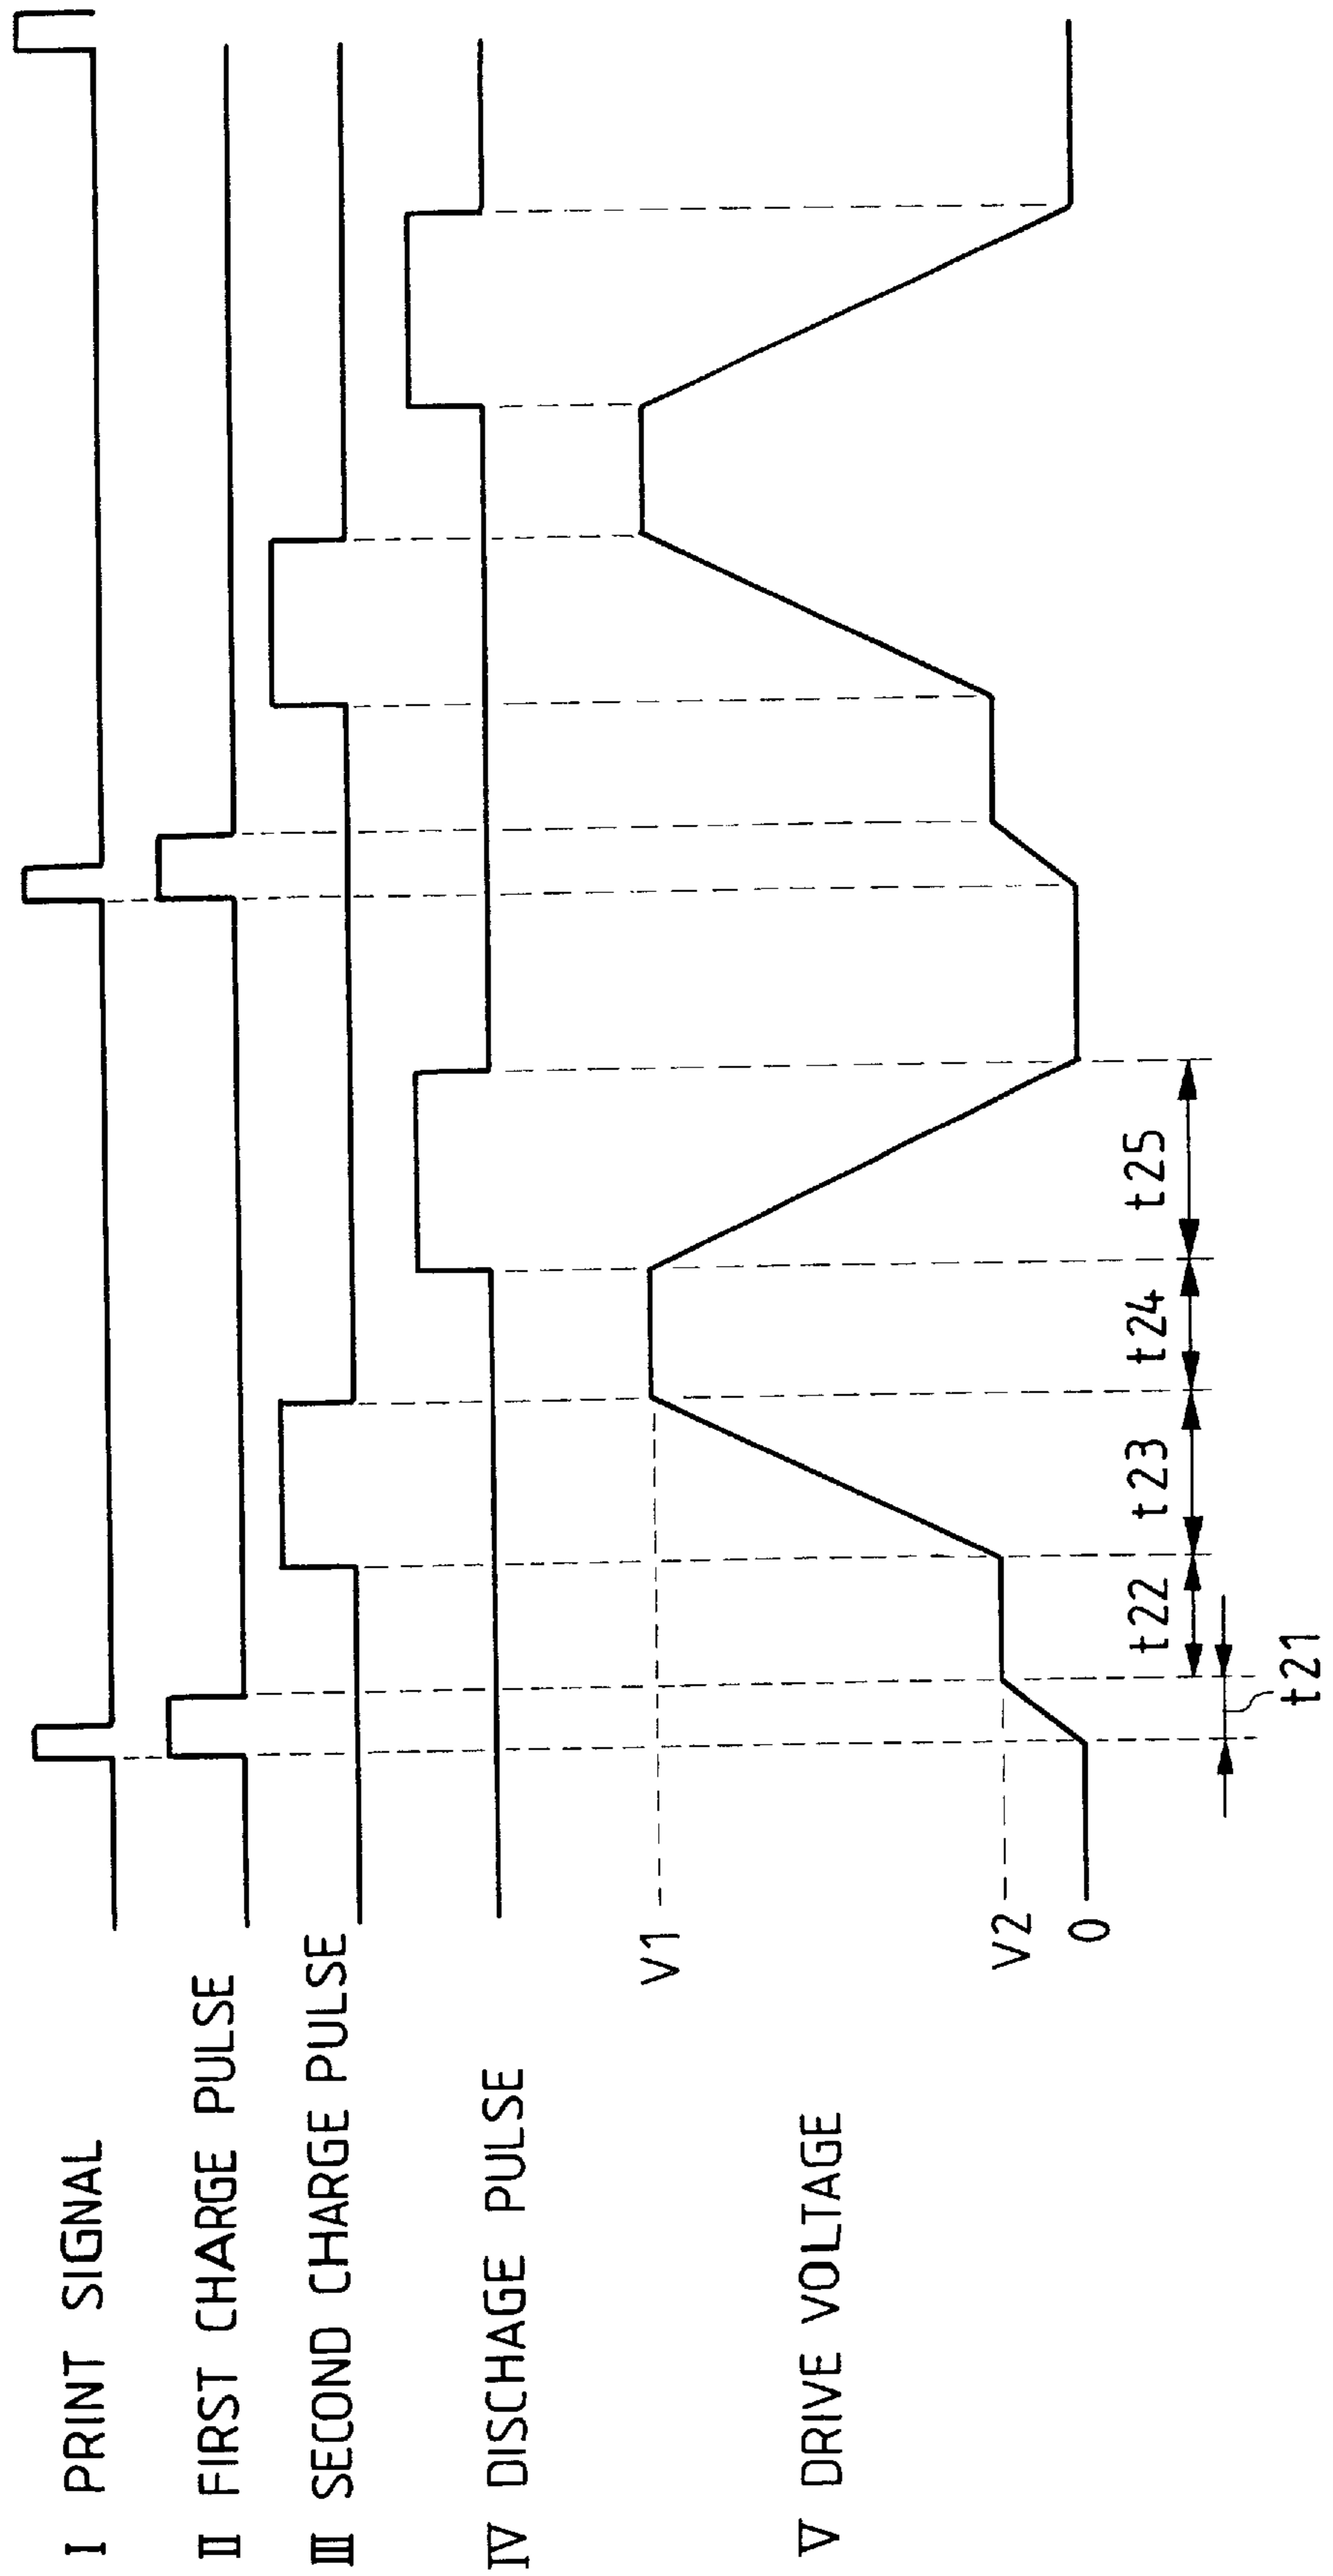 I PRINT SIGNAL
II FIRST CHARGE PULSE
III SECOND CHARGE PULSE
IV DISCHAGE PULSE
V DRIVE VOLTAGE
V1
V2
0
t21
t22
t23
t24
t25